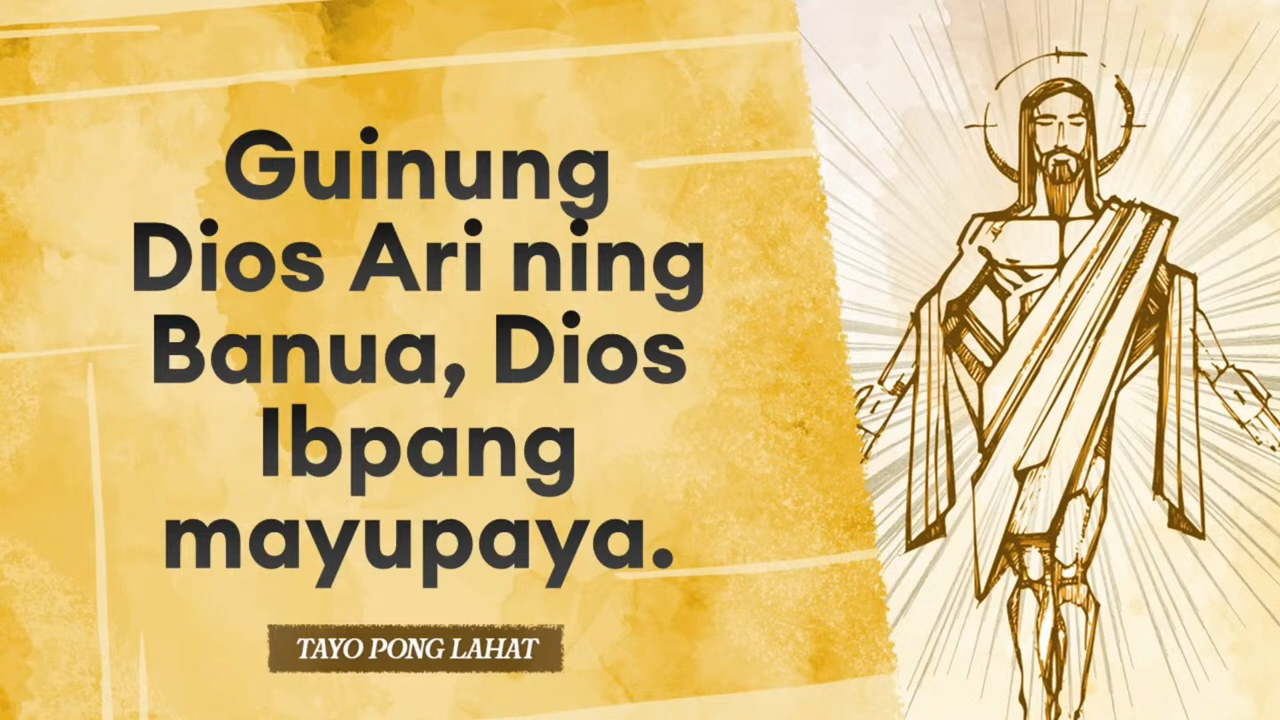 Guinung
Dios Ari ning
Banua, Dios
Ibpang
mayupaya.
TAYO PONG LAHAT